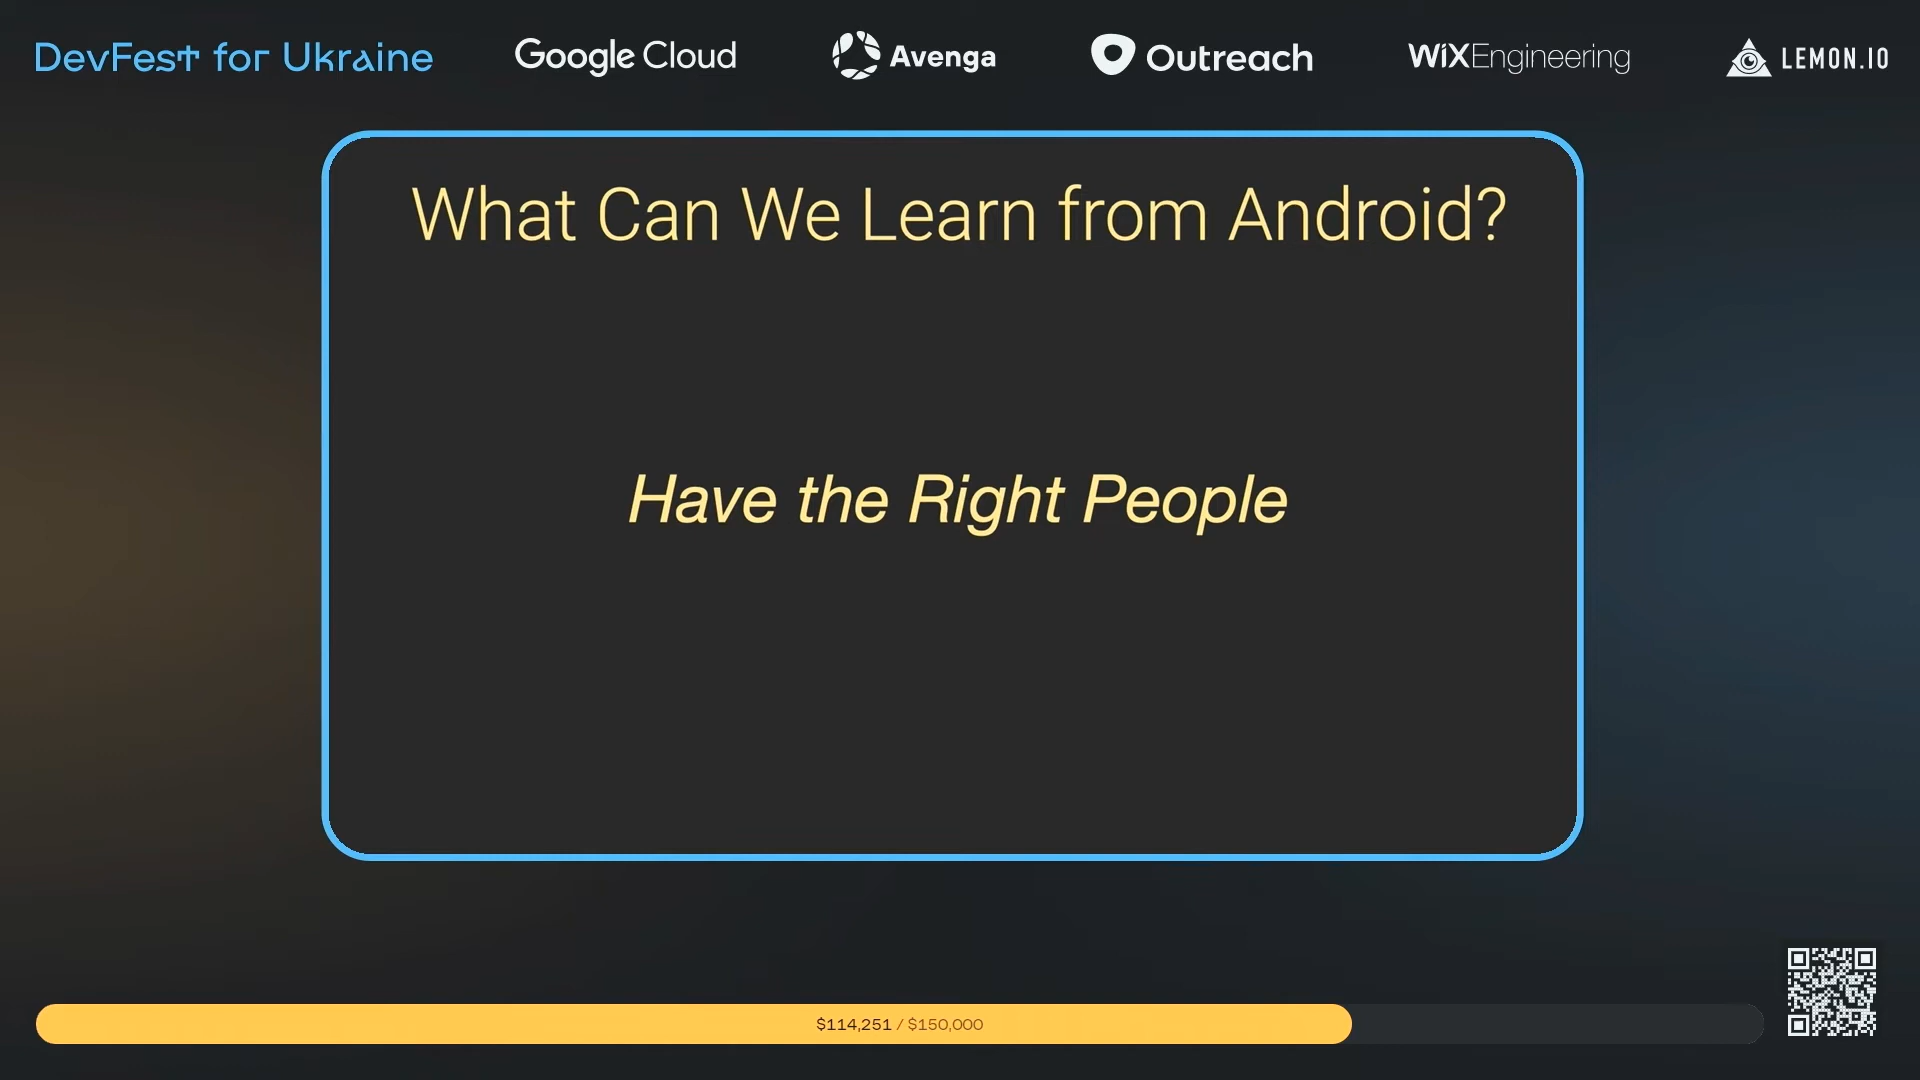 DevFest for Ukraine
Google Cloud
Avenga
Outreach
WiXEngineering
LEMON.IO
What Can We Learn from Android?
Have the Right People
$114,251 / $150,000